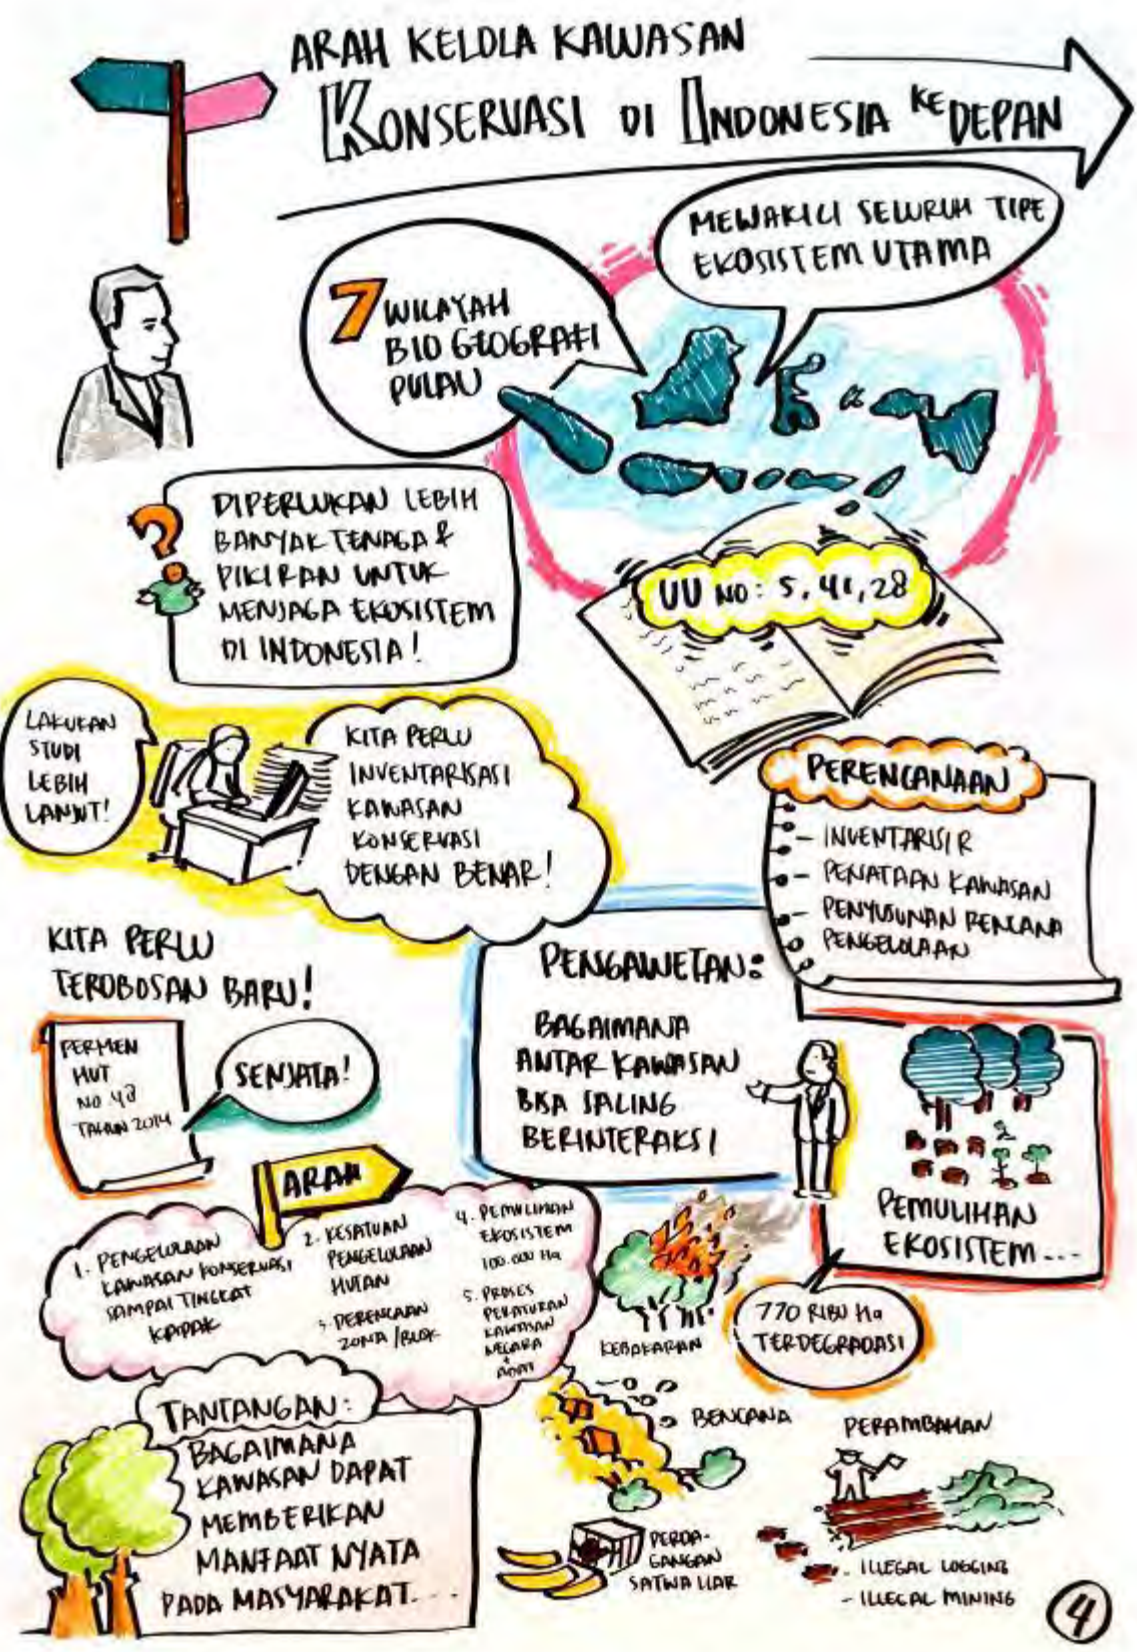 ARAH KELOLA KAWASAN
KONSERVASI DI INDONESIA KE DEPAN
MEWAKILI SELURUH TIPE
EKOSISTEM UTAMA
7 WILAYAH
BIO GEOGRAFI
PULAU
DIPERLUKAN LEBIH
BANYAK TENAGA &
PIKIRAN UNTUK
MENJAGA EKOSISTEM
DI INDONESIA!
UU NO: 5, 41, 28
LAKUKAN
STUDI
LEBIH
LANJUT!
KITA PERLU
INVENTARISASI
KAWASAN
KONSERVASI
DENGAN BENAR!
PERENCANAAN
- INVENTARISIR
- PENATAAN KAWASAN
- PENYUSUNAN RENCANA
PENGELOLAAN
KITA PERLU
TEROBOSAN BARU!
PERMEN
HUT
NO. 48
TAHUN 2014
SENJATA!
PENGAWETAN:
BAGAIMANA
ANTAR KAWASAN
BISA SALING
BERINTERAKSI
PEMULIHAN
EKOSISTEM...
770 RIBU Ha
TERDEGRADASI
ARAH
1. PENGELOLAAN
KAWASAN KONSERVASI
SAMPAI TINGKAT
TAPAK
2. KESATUAN
PENGELOLAAN
HUTAN
3. PERENCAAN
ZONA / BLOK
4. PEMULIHAN
EKOSISTEM
100.000 Ha
5. PROSES
PERATURAN
KAWASAN
NEGARA
+
ADAT
KEBAKARAN
BENCANA
PERAMBAHAN
TANTANGAN:
BAGAIMANA
KAWASAN DAPAT
MEMBERIKAN
MANFAAT NYATA
PADA MASYARAKAT...
PERDA-
GANGAN
SATWA LIAR
- ILLEGAL LOGGING
- ILLEGAL MINING
4